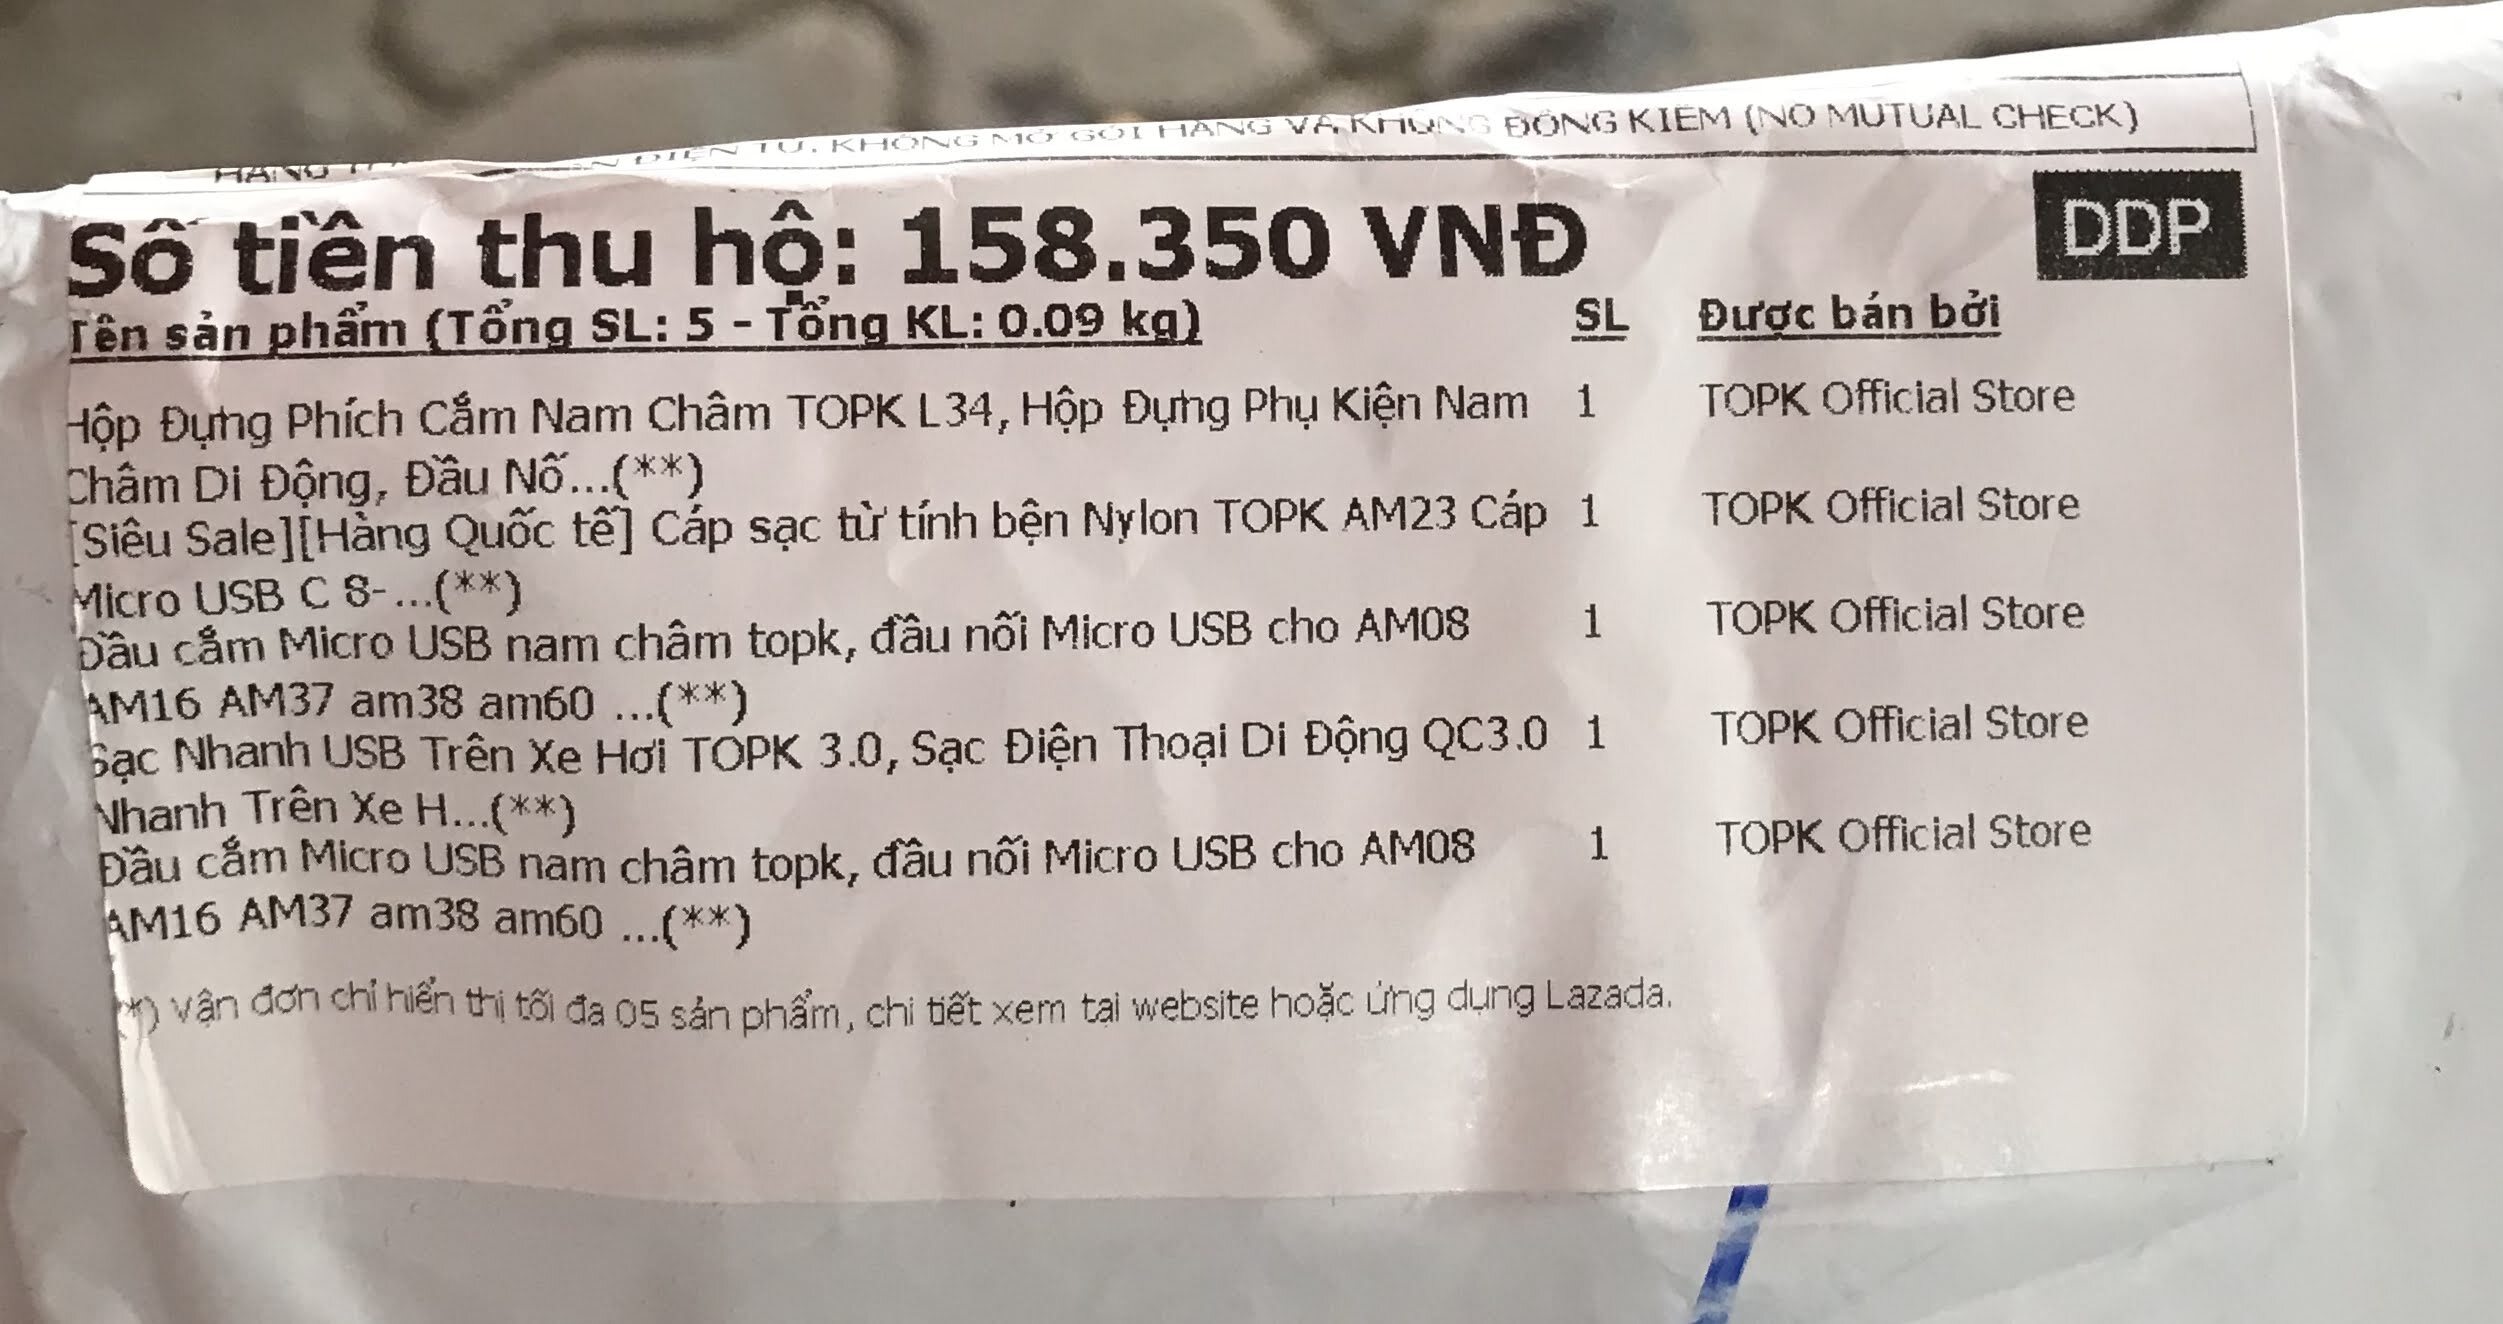 ĐIỆN TỬ, KHÔNG MỞ GÓI HÀNG VÀ KHÔNG ĐỒNG KIỂM (NO MUTUAL CHECK)
Số tiền thu hộ: 158.350 VNĐ
DDP
Tên sản phẩm (Tổng SL: 5 - Tổng KL: 0.09 kg) SL Được bán bởi
Hộp Đựng Phích Cắm Nam Châm TOPK L34, Hộp Đựng Phụ Kiện Nam 1 TOPK Official Store
Châm Di Động, Đầu Nố...(**)
[Siêu Sale][Hàng Quốc tế] Cáp sạc từ tính bện Nylon TOPK AM23 Cáp 1 TOPK Official Store
Micro USB C 8-...(**)
Đầu cắm Micro USB nam châm topk, đầu nối Micro USB cho AM08 1 TOPK Official Store
AM16 AM37 am38 am60 ...(**)
Sạc Nhanh USB Trên Xe Hơi TOPK 3.0, Sạc Điện Thoại Di Động QC3.0 1 TOPK Official Store
Nhanh Trên Xe H...(**)
Đầu cắm Micro USB nam châm topk, đầu nối Micro USB cho AM08 1 TOPK Official Store
AM16 AM37 am38 am60 ...(**)
(*) Vận đơn chỉ hiển thị tối đa 05 sản phẩm, chi tiết xem tại website hoặc ứng dụng Lazada.